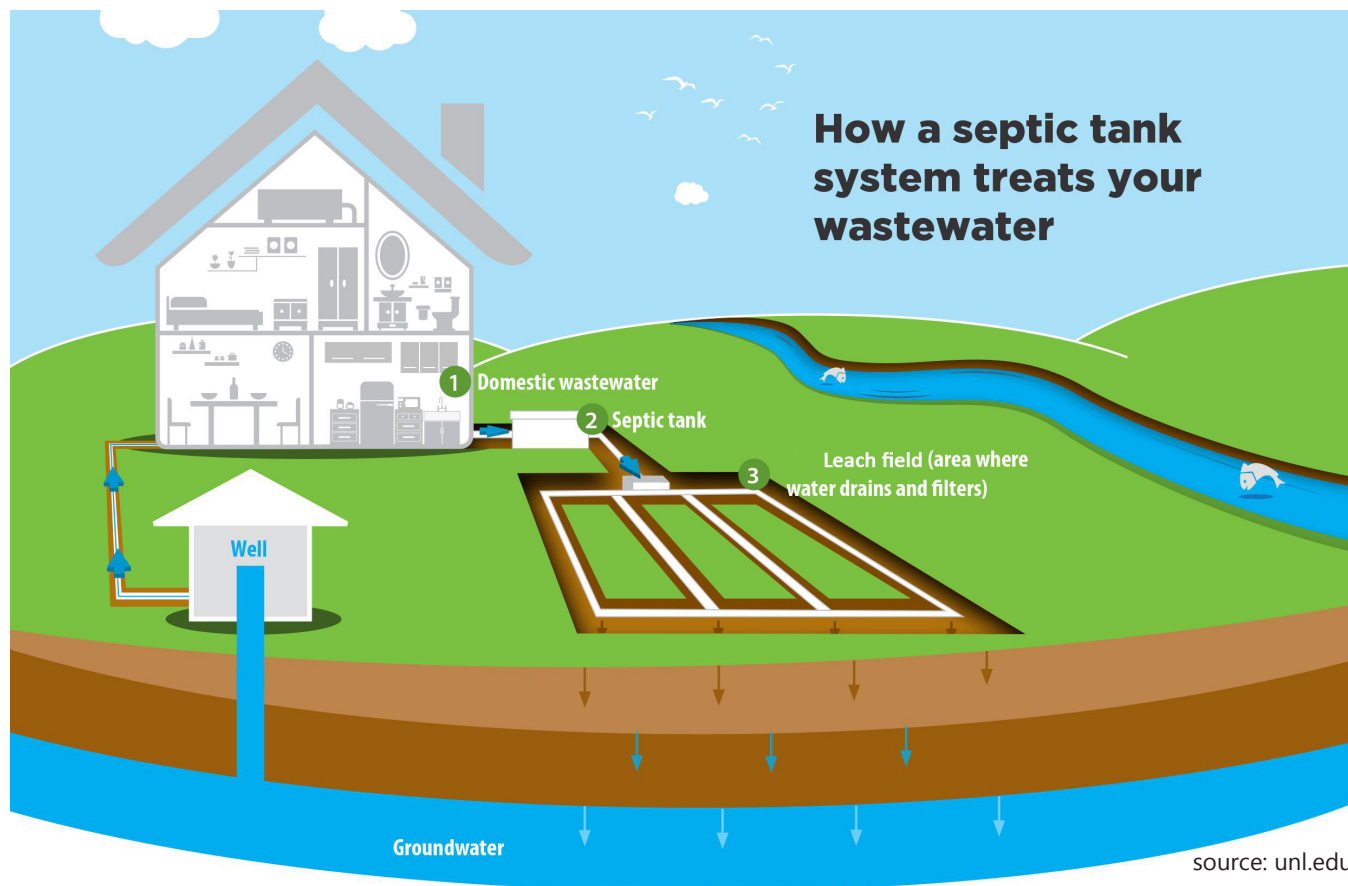 How a septic tank
system treats your
wastewater
1 Domestic wastewater
2 Septic tank
3 Leach field (area where
water drains and filters)
Well
Groundwater
source: unl.edu